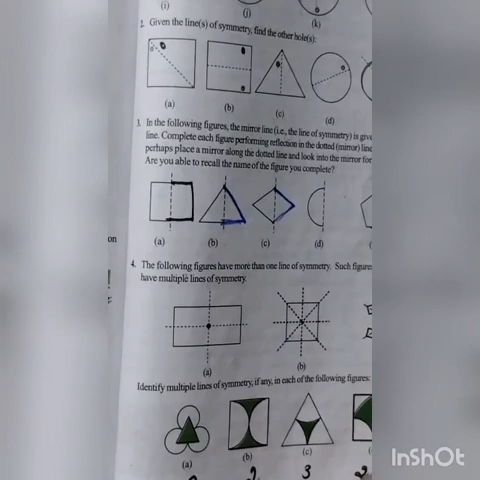 (i) (j) (k)
2. Given the line(s) of symmetry, find the other hole(s):
(a) (b) (c) (d)
3. In the following figures, the mirror line (i.e., the line of symmetry) is give
line. Complete each figure performing reflection in the dotted (mirror) line
perhaps place a mirror along the dotted line and look into the mirror for
Are you able to recall the name of the figure you complete?
(a) (b) (c) (d)
on
4. The following figures have more than one line of symmetry. Such figures
have multiple lines of symmetry.
(a) (b)
Identify multiple lines of symmetry, if any, in each of the following figures:
(a) (b) (c)
2 3 2
InShOt